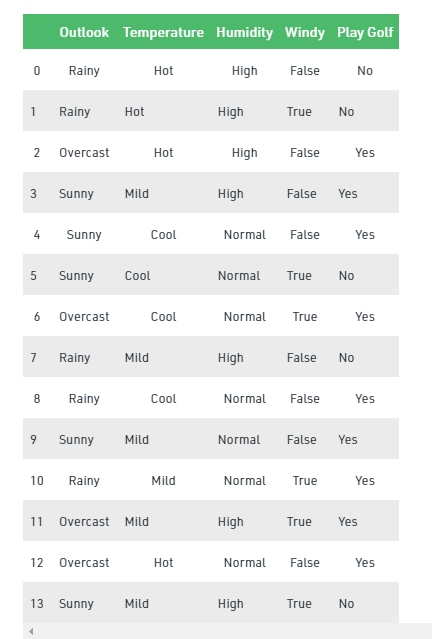 Outlook Temperature Humidity Windy Play Golf
0 Rainy Hot High False No
1 Rainy Hot High True No
2 Overcast Hot High False Yes
3 Sunny Mild High False Yes
4 Sunny Cool Normal False Yes
5 Sunny Cool Normal True No
6 Overcast Cool Normal True Yes
7 Rainy Mild High False No
8 Rainy Cool Normal False Yes
9 Sunny Mild Normal False Yes
10 Rainy Mild Normal True Yes
11 Overcast Mild High True Yes
12 Overcast Hot Normal False Yes
13 Sunny Mild High True No